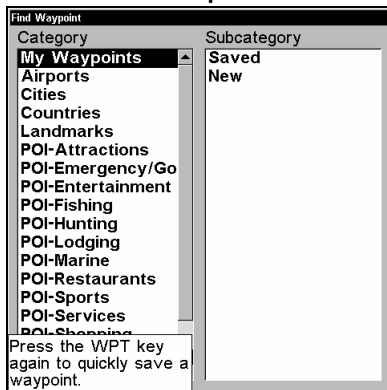 Find Waypoint
Category
My Waypoints
Airports
Cities
Countries
Landmarks
POI-Attractions
POI-Emergency/Go
POI-Entertainment
POI-Fishing
POI-Hunting
POI-Lodging
POI-Marine
POI-Restaurants
POI-Sports
POI-Services
POI-Shopping
Subcategory
Saved
New
Press the WPT key
again to quickly save a
waypoint.